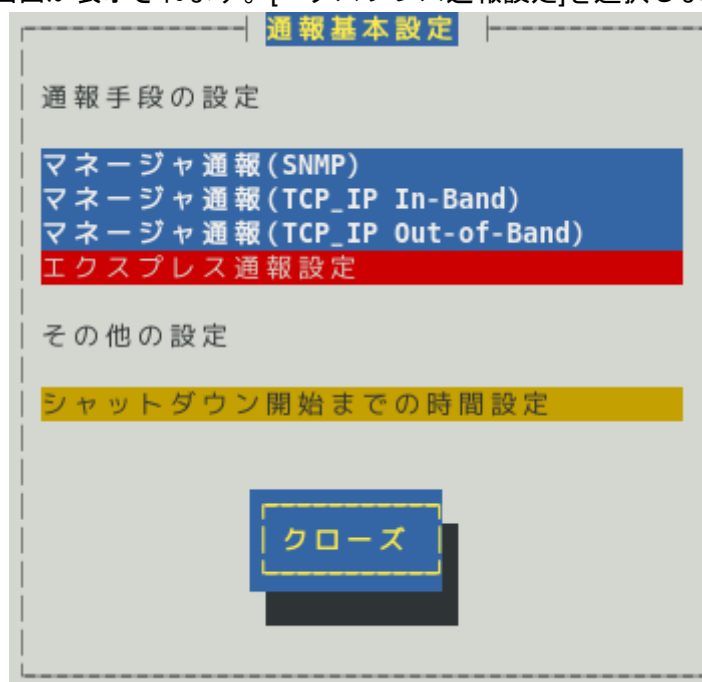 通報基本設定
通報手段の設定
マネージャ通報(SNMP)
マネージャ通報(TCP_IP In-Band)
マネージャ通報(TCP_IP Out-of-Band)
エクスプレス通報設定
その他の設定
シャットダウン開始までの時間設定
クローズ